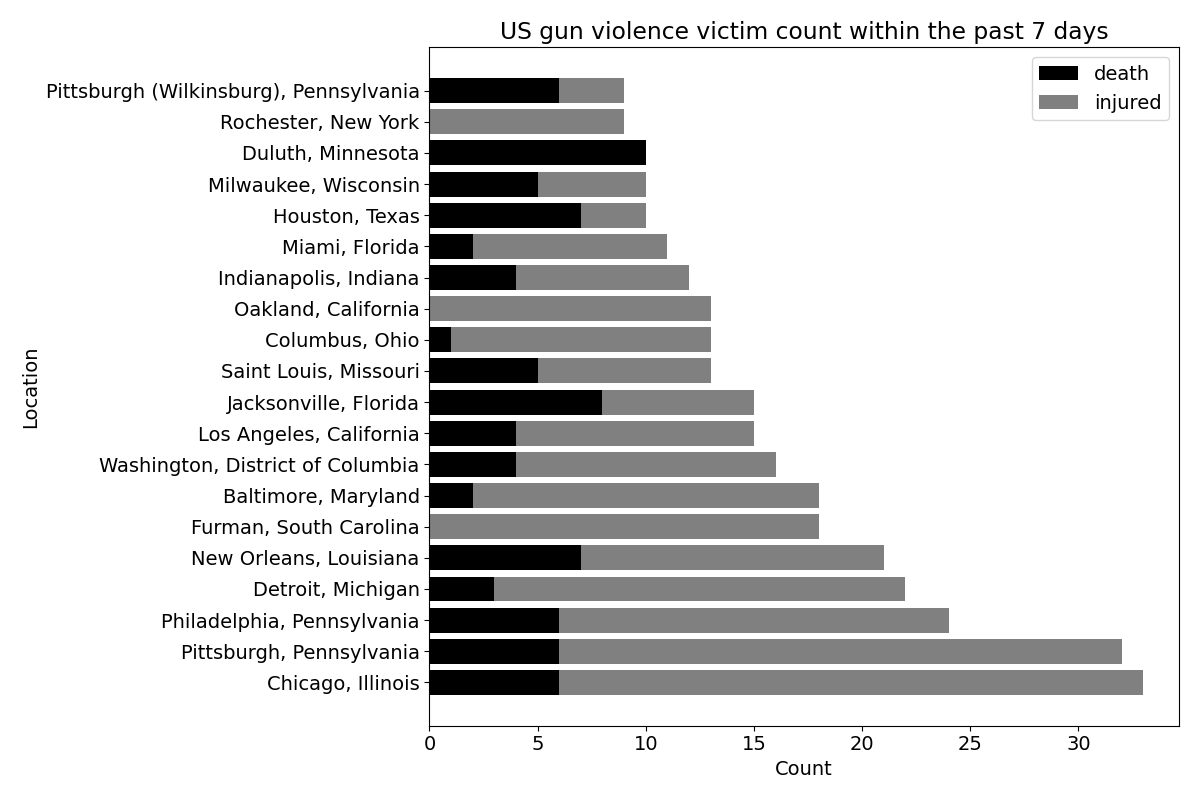 US gun violence victim count within the past 7 days
death
injured
Pittsburgh (Wilkinsburg), Pennsylvania
Rochester, New York
Duluth, Minnesota
Milwaukee, Wisconsin
Houston, Texas
Miami, Florida
Indianapolis, Indiana
Oakland, California
Columbus, Ohio
Saint Louis, Missouri
Jacksonville, Florida
Los Angeles, California
Washington, District of Columbia
Baltimore, Maryland
Furman, South Carolina
New Orleans, Louisiana
Detroit, Michigan
Philadelphia, Pennsylvania
Pittsburgh, Pennsylvania
Chicago, Illinois
Location
0 5 10 15 20 25 30
Count